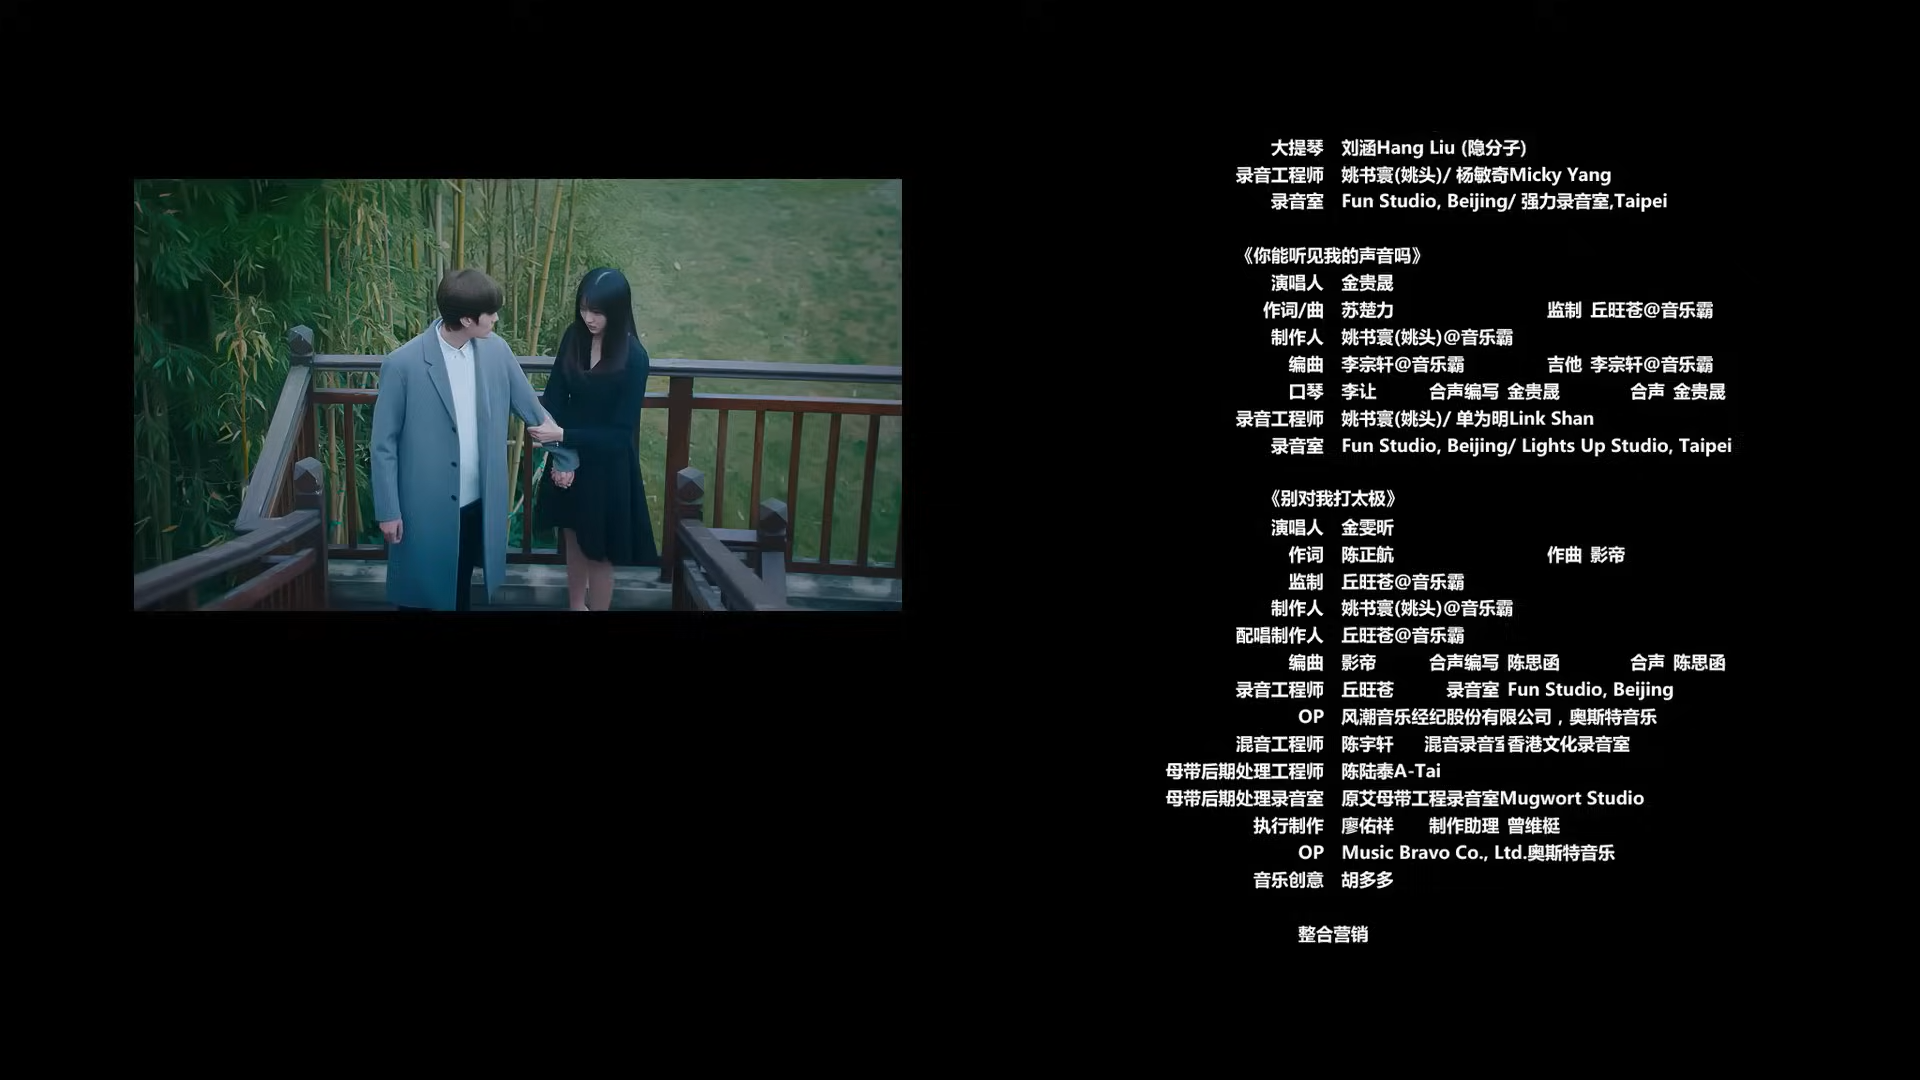 大提琴 刘涵Hang Liu (隐分子)
录音工程师 姚书寰(姚头)/ 杨敏奇Micky Yang
录音室 Fun Studio, Beijing/ 强力录音室,Taipei
《你能听见我的声音吗》
演唱人 金贵晟
作词/曲 苏楚力 监制 丘旺苍@音乐霸
制作人 姚书寰(姚头)@音乐霸
编曲 李宗轩@音乐霸 吉他 李宗轩@音乐霸
口琴 李让 合声编写 金贵晟 合声 金贵晟
录音工程师 姚书寰(姚头)/ 单为明Link Shan
录音室 Fun Studio, Beijing/ Lights Up Studio, Taipei
《别对我打太极》
演唱人 金雯昕
作词 陈正航 作曲 影帝
监制 丘旺苍@音乐霸
制作人 姚书寰(姚头)@音乐霸
配唱制作人 丘旺苍@音乐霸
编曲 影帝 合声编写 陈思函 合声 陈思函
录音工程师 丘旺苍 录音室 Fun Studio, Beijing
OP 风潮音乐经纪股份有限公司，奥斯特音乐
混音工程师 陈宇轩 混音录音室 香港文化录音室
母带后期处理工程师 陈陆泰A-Tai
母带后期处理录音室 原艾母带工程录音室Mugwort Studio
执行制作 廖佑祥 制作助理 曾维梃
OP Music Bravo Co., Ltd.奥斯特音乐
音乐创意 胡多多
整合营销